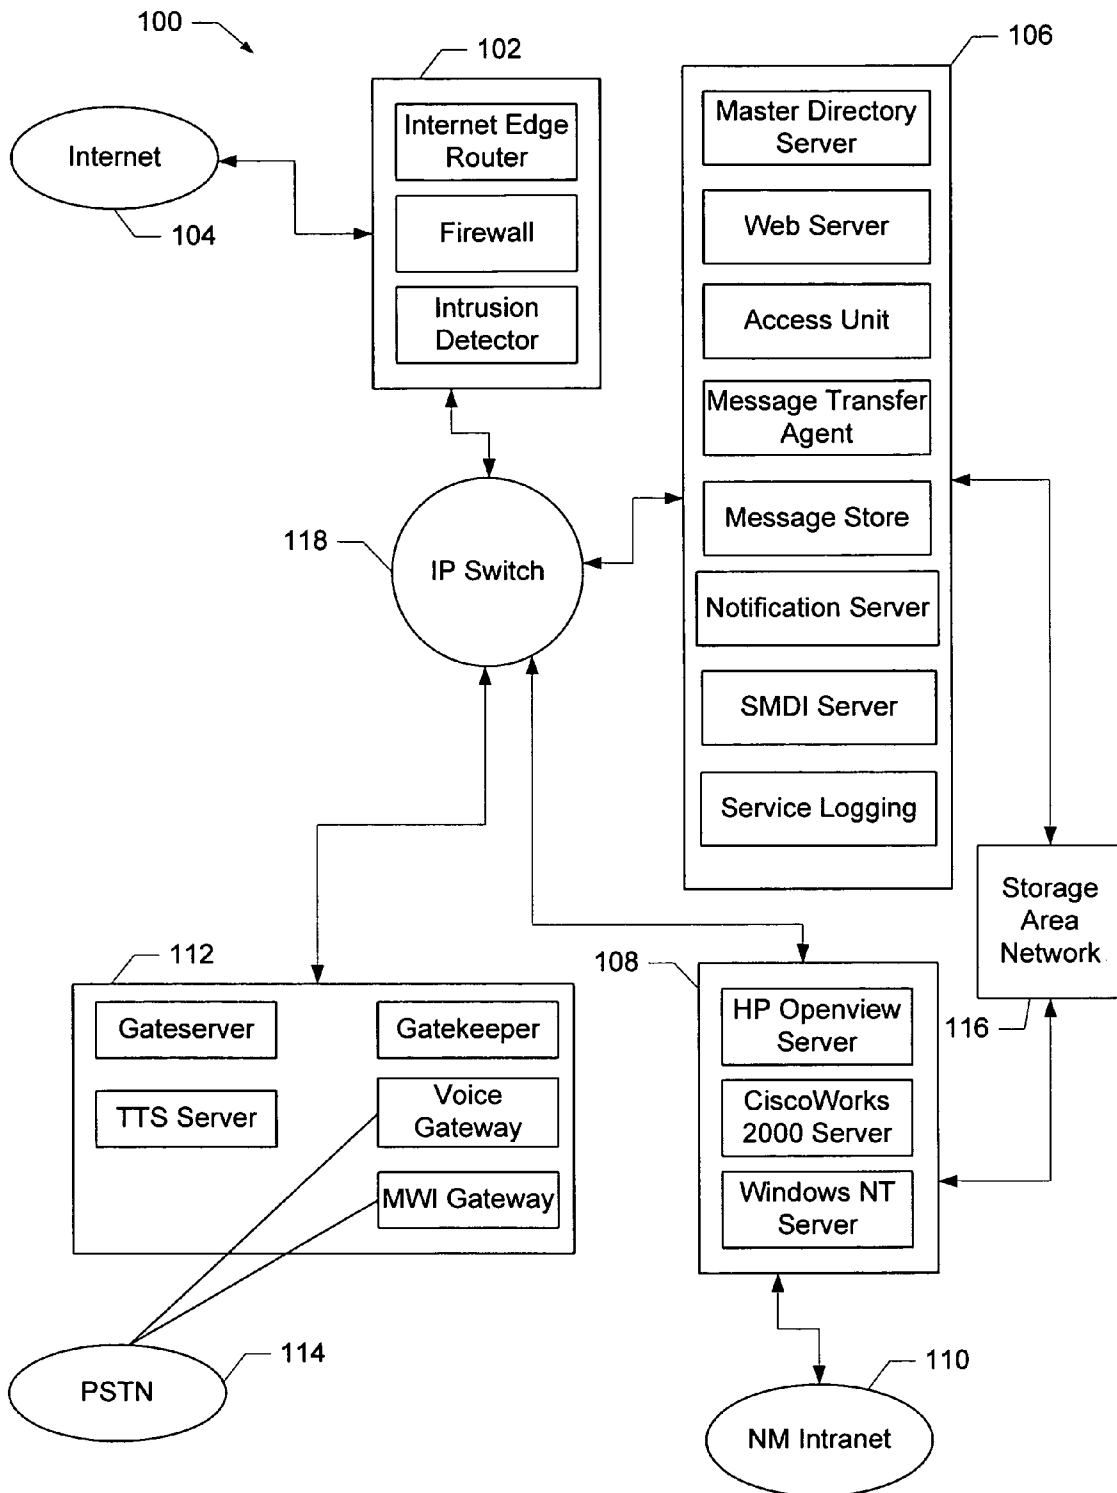 100
102
106
Internet
104
Internet Edge
Router
Firewall
Intrusion
Detector
Master Directory
Server
Web Server
Access Unit
Message Transfer
Agent
Message Store
Notification Server
SMDI Server
Service Logging
118
IP Switch
Storage
Area
Network
116
112
Gateserver
Gatekeeper
TTS Server
Voice
Gateway
MWI Gateway
108
HP Openview
Server
CiscoWorks
2000 Server
Windows NT
Server
PSTN
114
110
NM Intranet